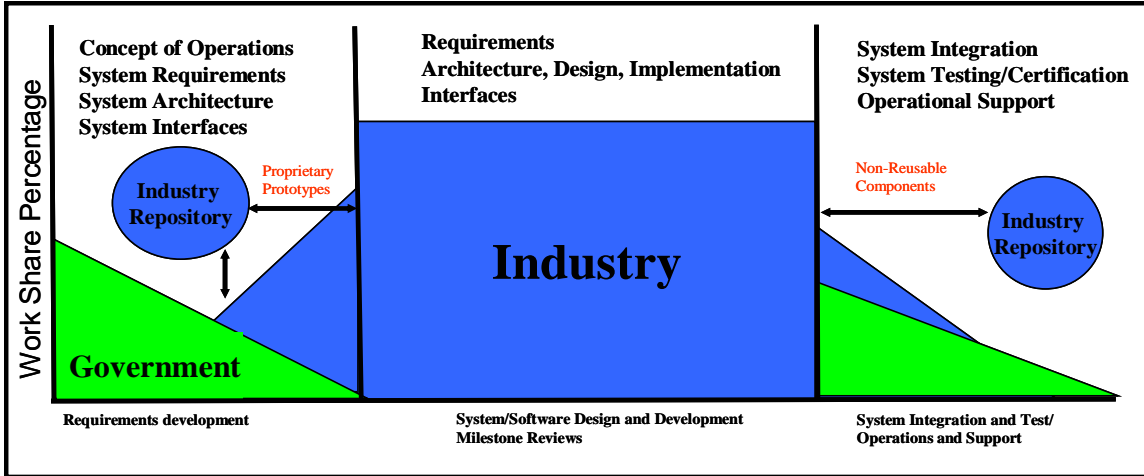 Work Share Percentage
Concept of Operations
System Requirements
System Architecture
System Interfaces
Industry
Repository
Proprietary
Prototypes
Government
Requirements development
Requirements
Architecture, Design, Implementation
Interfaces
Industry
System/Software Design and Development
Milestone Reviews
System Integration
System Testing/Certification
Operational Support
Non-Reusable
Components
Industry
Repository
System Integration and Test/
Operations and Support